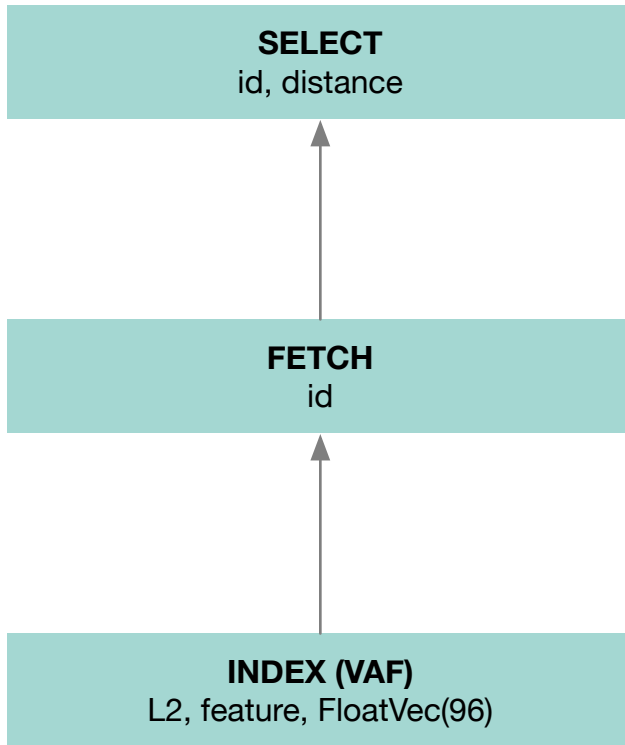 SELECT
id, distance
FETCH
id
INDEX (VAF)
L2, feature, FloatVec(96)